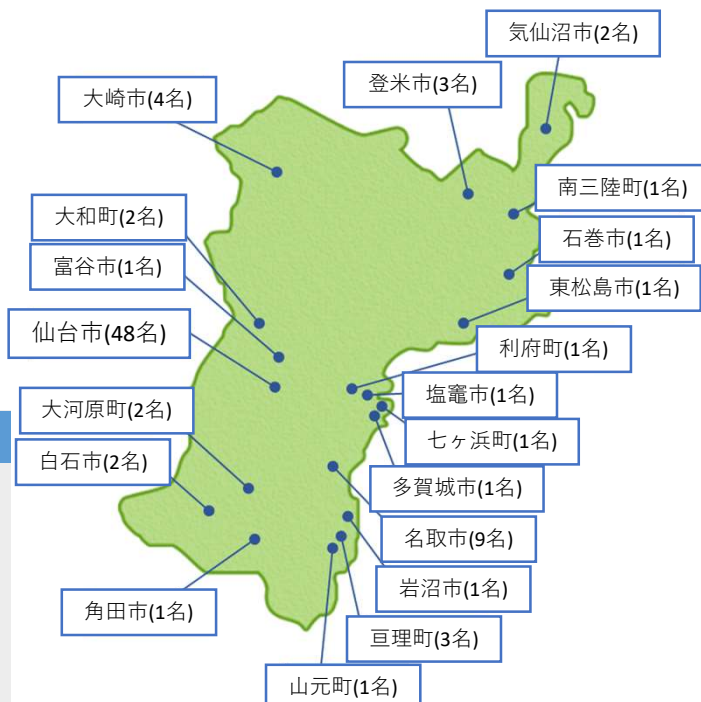 気仙沼市(2名)
登米市(3名)
大崎市(4名)
南三陸町(1名)
大和町(2名)
石巻市(1名)
富谷市(1名)
東松島市(1名)
仙台市(48名)
利府町(1名)
塩竈市(1名)
大河原町(2名)
七ヶ浜町(1名)
白石市(2名)
多賀城市(1名)
名取市(9名)
岩沼市(1名)
角田市(1名)
亘理町(3名)
山元町(1名)